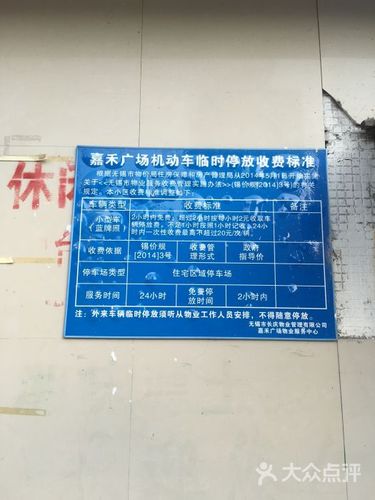 嘉禾广场机动车临时停放收费标准
根据无锡市物价局住房保障和房产管理局从2014年5月1日开始实施
关于<<无锡市物业服务收费管理实施办法>>(锡价规[2014]3号)的有关
规定，本小区收费标准调整如下：
车辆类型 收费标准 备注
小型车(蓝牌照) 2小时内免费，超过2小时按每小时2元收取车
辆停放费，不足1小时按照1小时记收，24小
时内一次性收费最高不超过20元/次·辆
收费依据 锡价规[2014]3号 收费管理形式 政府指导价
停车场类型 住宅区域停车场
服务时间 24小时 免费停放时间 2小时内
注：外来车辆临时停放须听从物业工作人员安排，不得随意停放。
无锡市长庆物业管理有限公司
嘉禾广场物业服务中心
休闲
大众点评